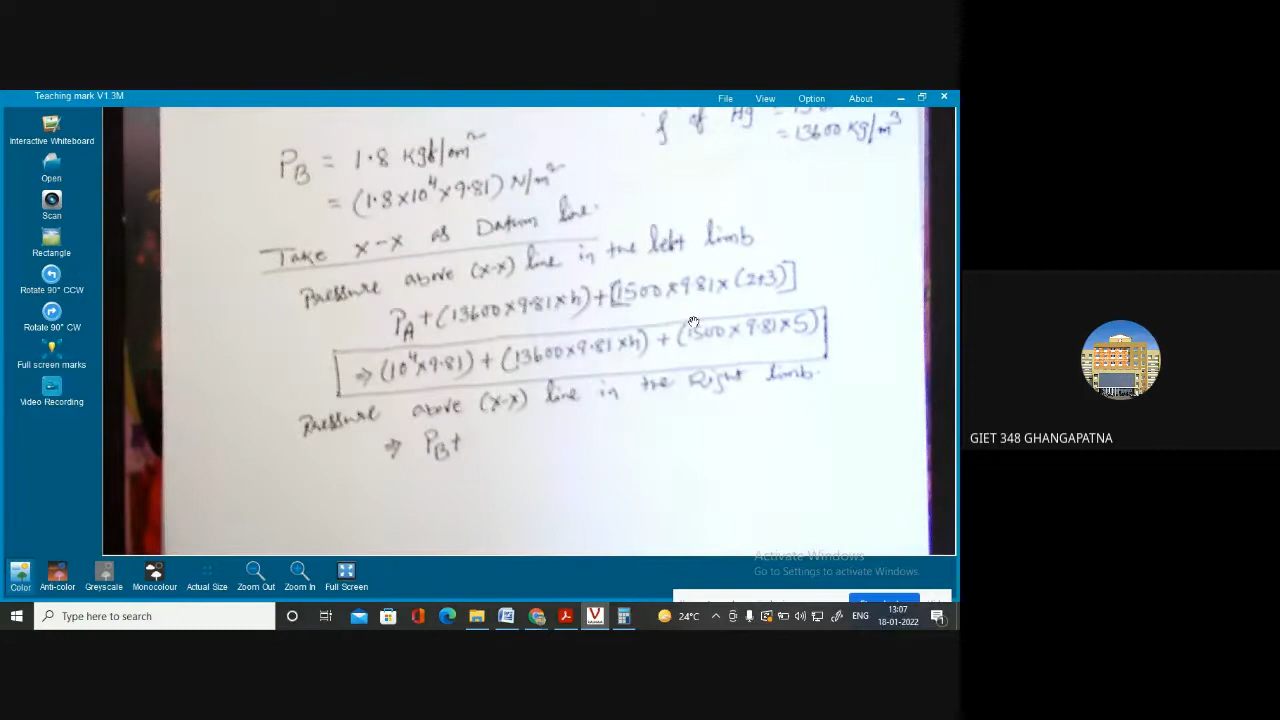 Teaching mark V1.3M
File View Option About
Interactive Whiteboard
Open
Scan
Rectangle
Rotate 90° CCW
Rotate 90° CW
Full screen marks
Video Recording
ρ of Hg =
= 13600 kg/m³
P_B = 1.8 kgf/cm²
= (1.8×10⁴×9.81) N/m²
Take x-x as Datum line.
Pressure above (x-x) line in the left limb
P_A+(13600×9.81×h)+[1500×9.81×(2+3)]
⇒ (10⁴×9.81) + (13600×9.81×h) + (1500×9.81×5)
Pressure above (x-x) line in the Right limb.
⇒ P_B+
Color Anti-color Greyscale Monocolour Actual Size Zoom Out Zoom In Full Screen
Activate Windows
Go to Settings to activate Windows.
Type here to search
24°C
ENG
13:07
18-01-2022
GIET 348 GHANGAPATNA